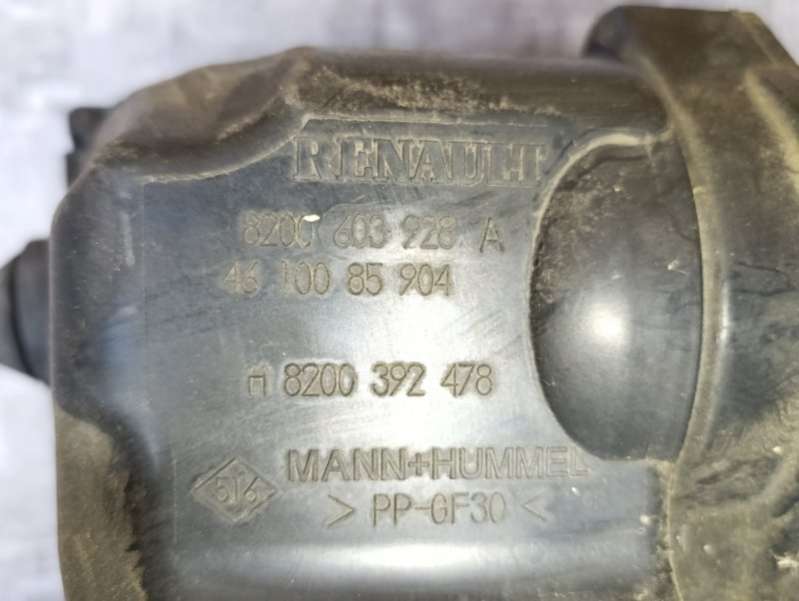 RENAULT
8200 603 928 A
46 100 85 904
H 8200 392 478
MANN+HUMMEL
516
> PP-GF30 <